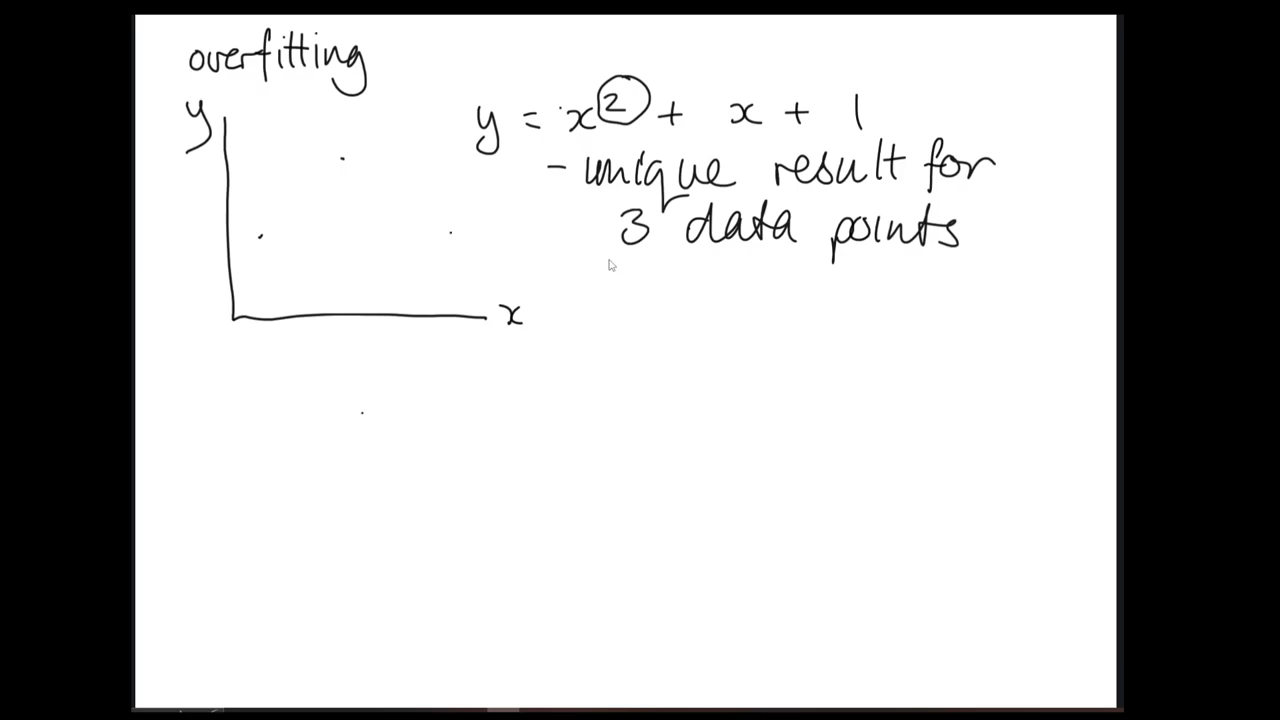 overfitting
y
y = x² + x + 1
- unique result for
3 data points
x